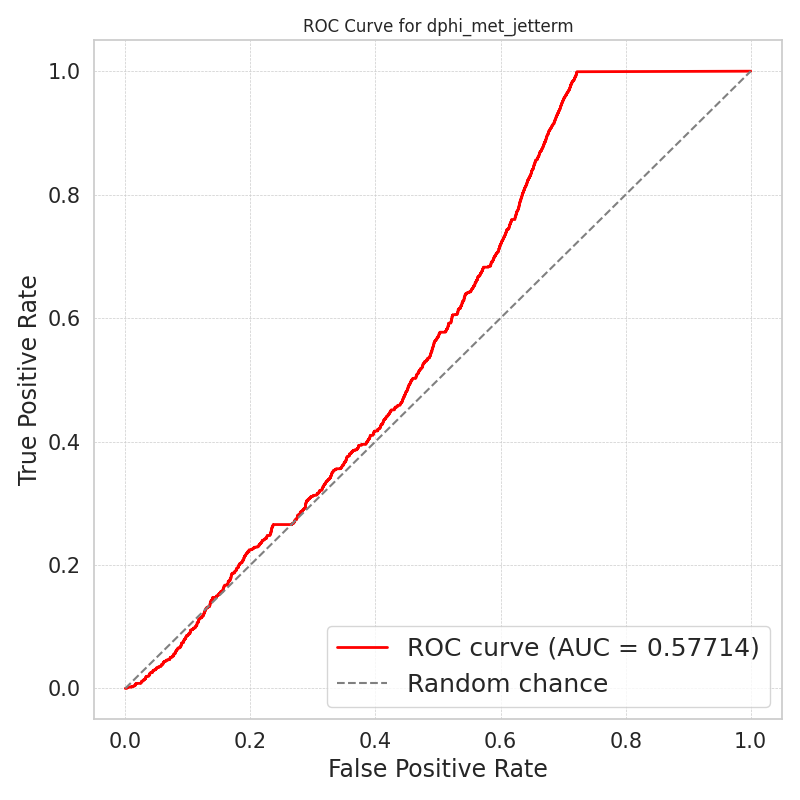 ROC Curve for dphi_met_jetterm
1.0
0.8
0.6
0.4
0.2
0.0
True Positive Rate
ROC curve (AUC = 0.57714)
Random chance
0.0 0.2 0.4 0.6 0.8 1.0
False Positive Rate